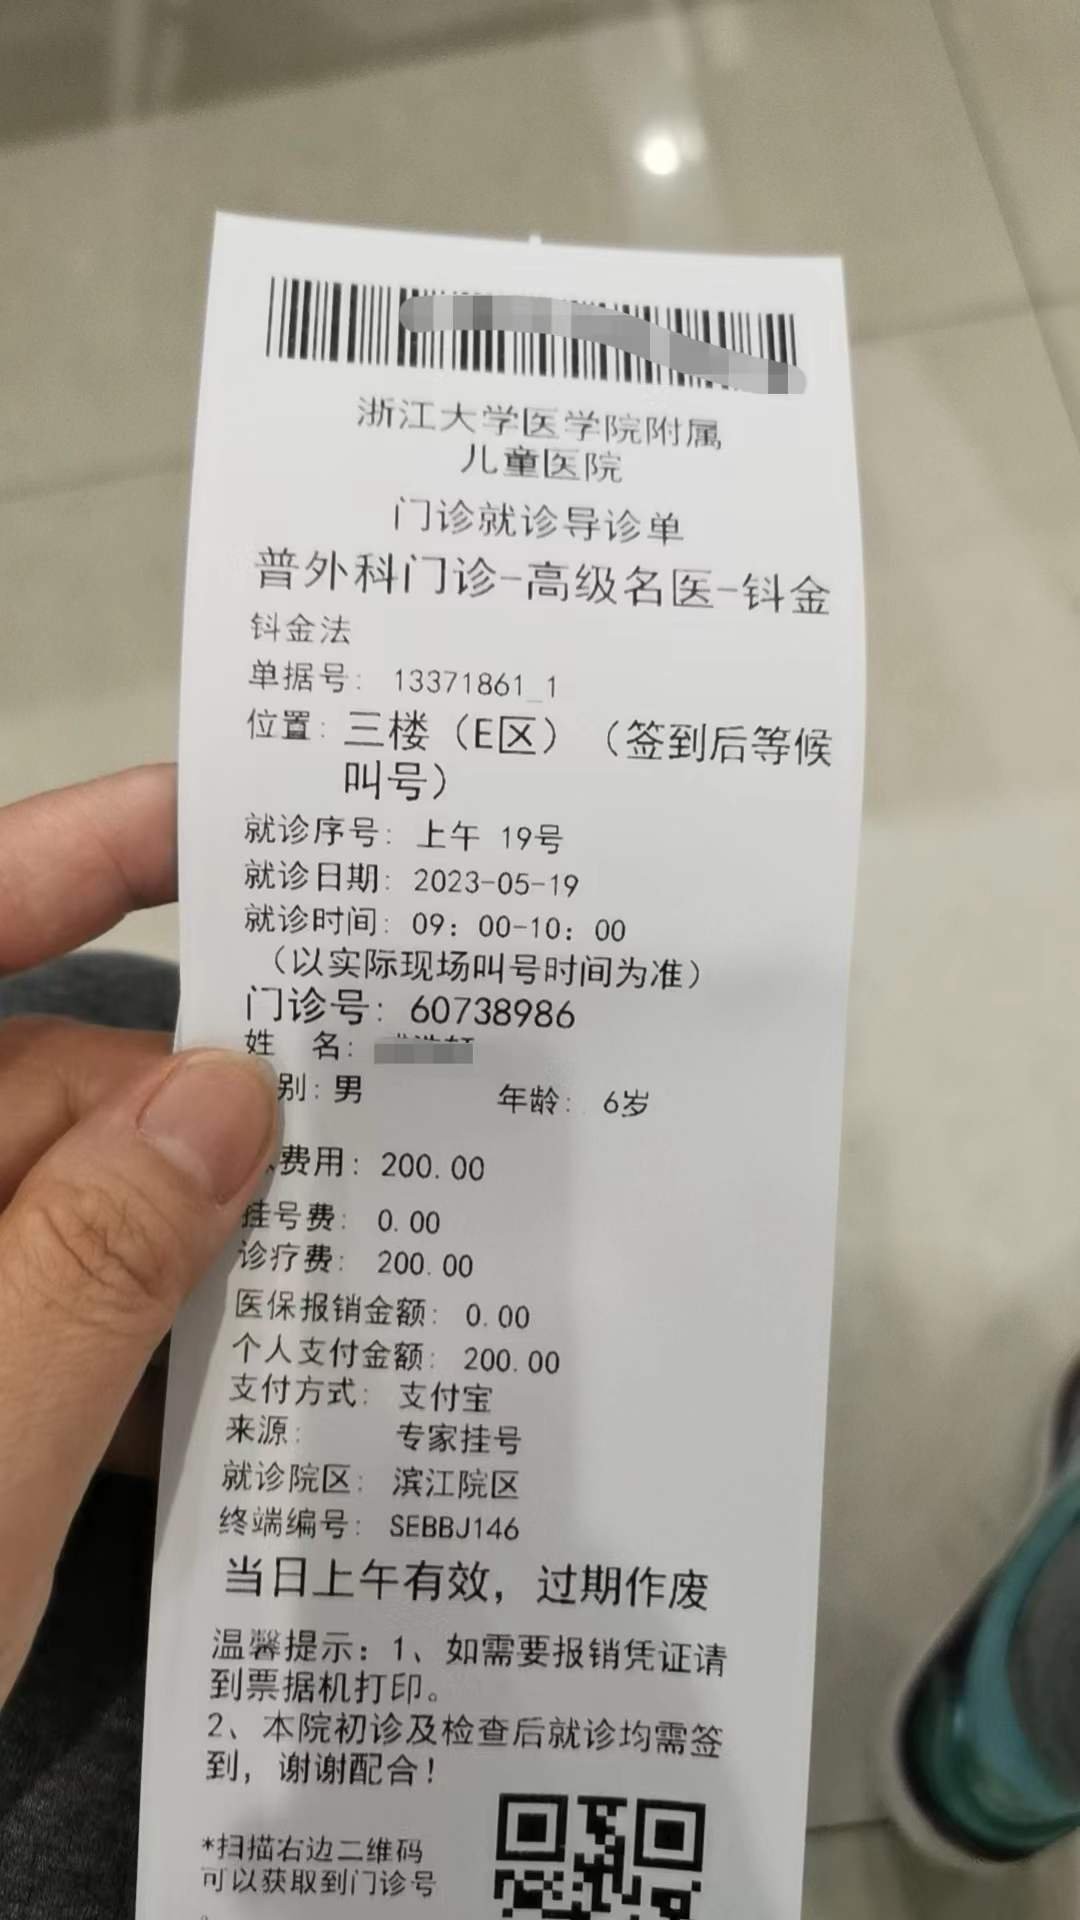 浙江大学医学院附属
儿童医院
门诊就诊导诊单
普外科门诊-高级名医-钭金
钭金法
单据号: 13371861_1
位置: 三楼（E区）（签到后等候
叫号）
就诊序号: 上午 19号
就诊日期: 2023-05-19
就诊时间: 09: 00-10: 00
（以实际现场叫号时间为准）
门诊号: 60738986
姓 名:
别: 男 年龄: 6岁
费用: 200.00
挂号费: 0.00
诊疗费: 200.00
医保报销金额: 0.00
个人支付金额: 200.00
支付方式: 支付宝
来源: 专家挂号
就诊院区: 滨江院区
终端编号: SEBBJ146
当日上午有效，过期作废
温馨提示: 1、如需要报销凭证请
到票据机打印。
2、本院初诊及检查后就诊均需签
到，谢谢配合！
*扫描右边二维码
可以获取到门诊号